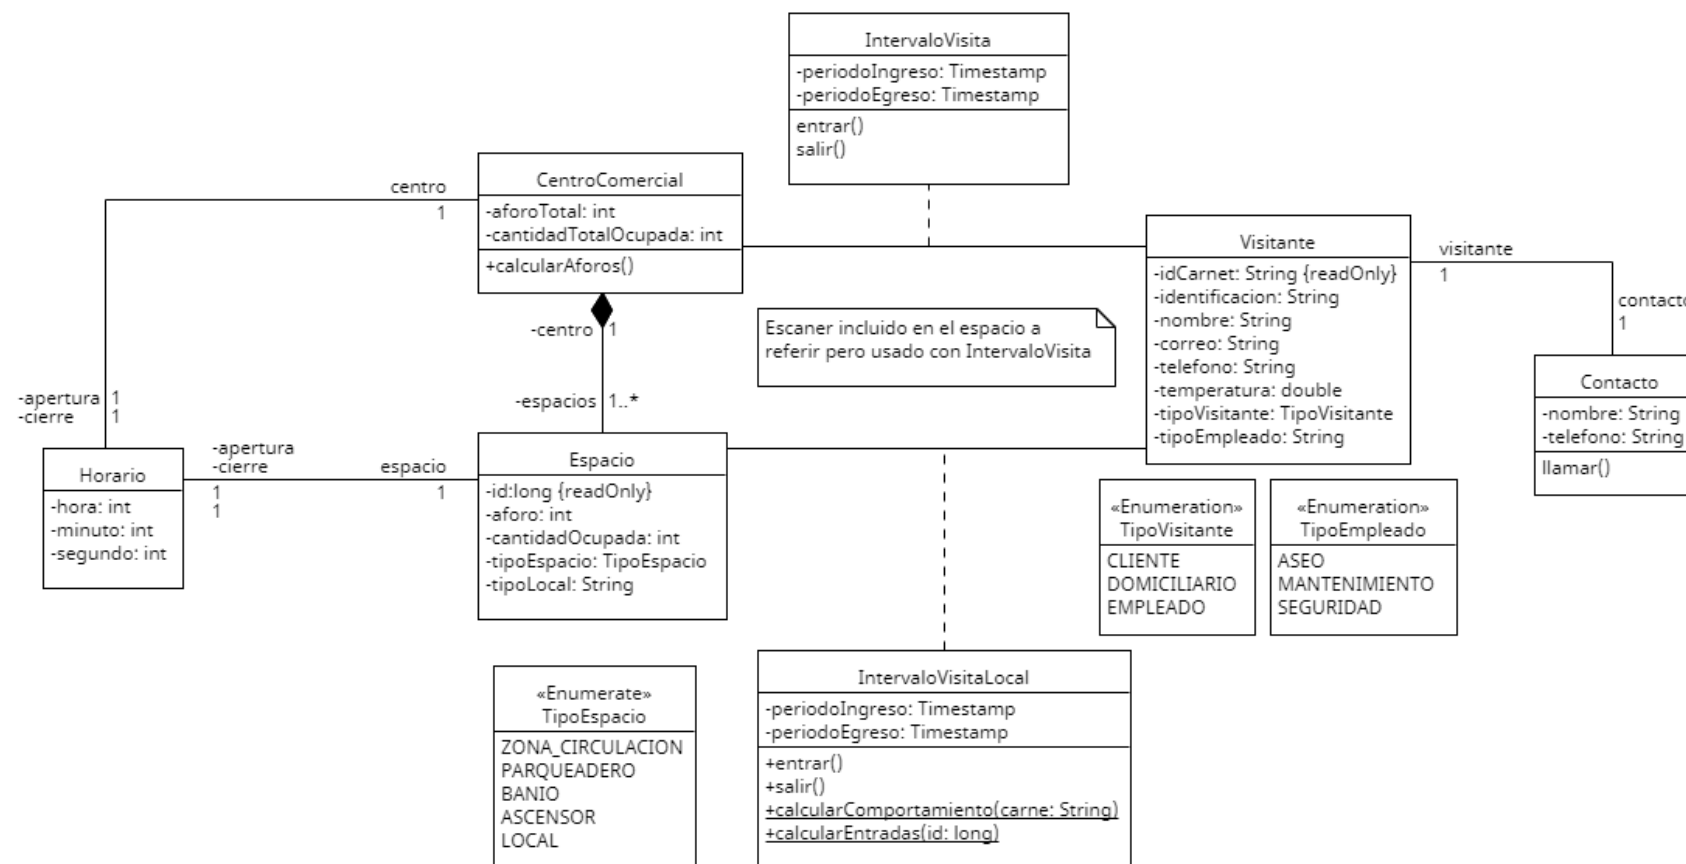 IntervaloVisita
-periodoIngreso: Timestamp
-periodoEgreso: Timestamp
entrar()
salir()
CentroComercial
-aforoTotal: int
-cantidadTotalOcupada: int
+calcularAforos()
centro
1
-centro
1
-espacios
1..*
Escaner incluido en el espacio a
referir pero usado con IntervaloVisita
Visitante
-idCarnet: String {readOnly}
-identificacion: String
-nombre: String
-correo: String
-telefono: String
-temperatura: double
-tipoVisitante: TipoVisitante
-tipoEmpleado: String
visitante
1
contacto
1
Contacto
-nombre: String
-telefono: String
llamar()
-apertura 1
-cierre 1
Horario
-hora: int
-minuto: int
-segundo: int
-apertura
-cierre
1
1
espacio
1
Espacio
-id:long {readOnly}
-aforo: int
-cantidadOcupada: int
-tipoEspacio: TipoEspacio
-tipoLocal: String
«Enumeration»
TipoVisitante
CLIENTE
DOMICILIARIO
EMPLEADO
«Enumeration»
TipoEmpleado
ASEO
MANTENIMIENTO
SEGURIDAD
«Enumerate»
TipoEspacio
ZONA_CIRCULACION
PARQUEADERO
BANIO
ASCENSOR
LOCAL
IntervaloVisitaLocal
-periodoIngreso: Timestamp
-periodoEgreso: Timestamp
+entrar()
+salir()
+calcularComportamiento(carne: String)
+calcularEntradas(id: long)